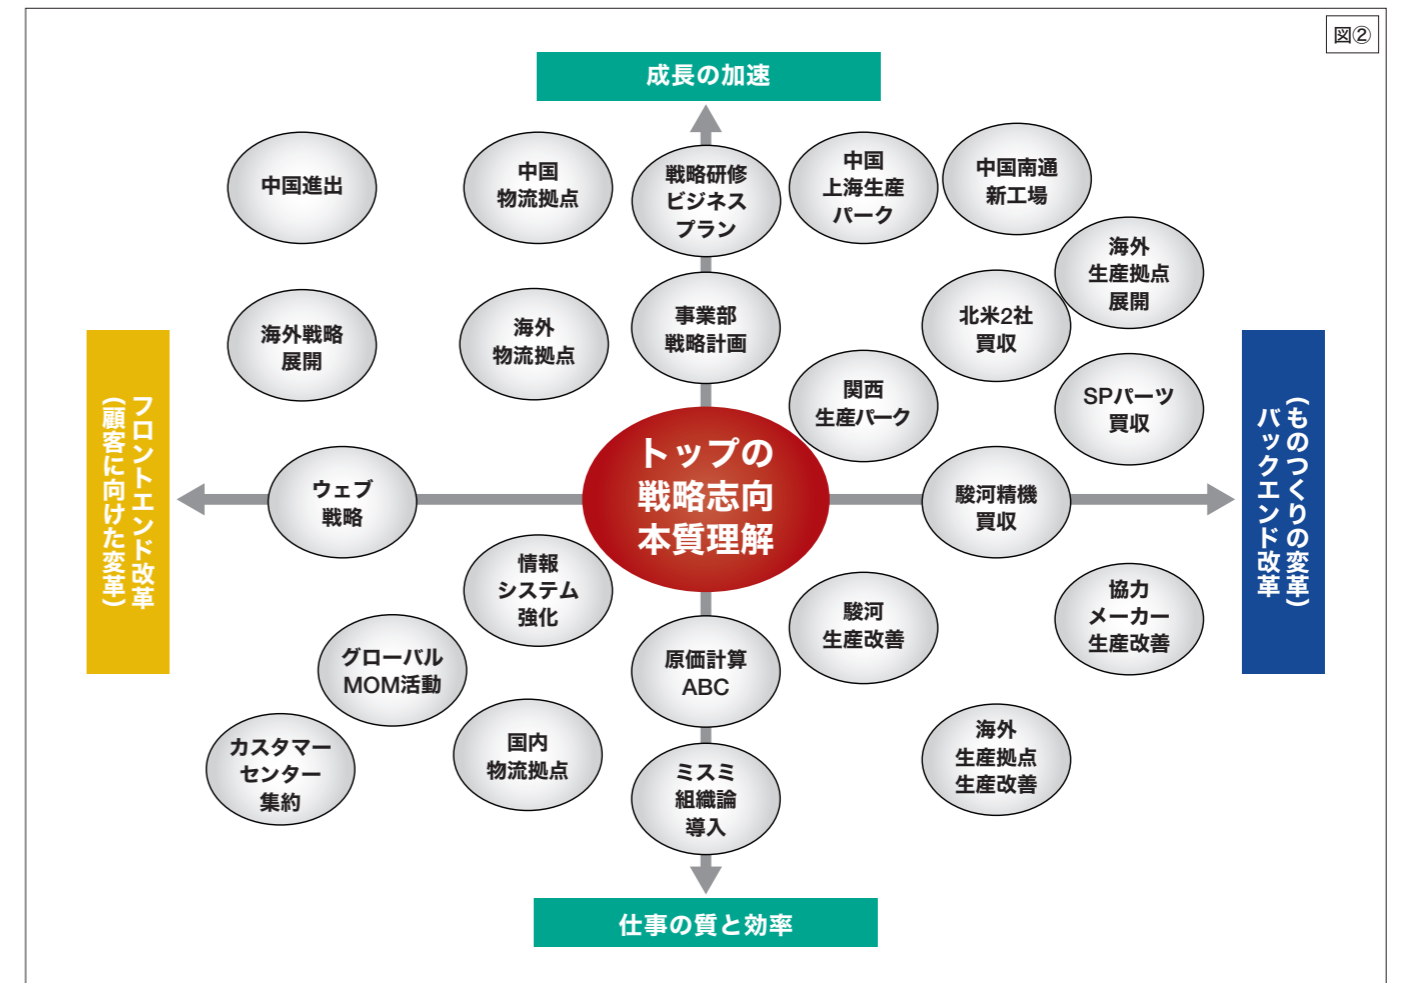 図②
成長の加速
中国進出
中国
物流拠点
戦略研修
ビジネス
プラン
中国
上海生産
パーク
中国南通
新工場
海外
生産拠点
展開
海外戦略
展開
海外
物流拠点
事業部
戦略計画
北米2社
買収
関西
生産パーク
SPパーツ
買収
フロントエンド改革
(顧客に向けた変革)
トップの
戦略志向
本質理解
(ものつくりの変革)
バックエンド改革
ウェブ
戦略
駿河精機
買収
情報
システム
強化
駿河
生産改善
協力
メーカー
生産改善
グローバル
MOM活動
原価計算
ABC
カスタマー
センター
集約
国内
物流拠点
ミスミ
組織論
導入
海外
生産拠点
生産改善
仕事の質と効率